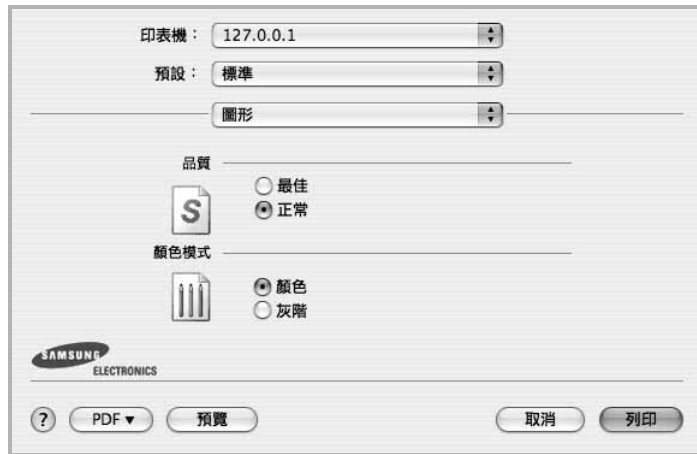 印表機： 127.0.0.1
預設： 標準
圖形
品質
最佳
S
正常
顏色模式
顏色
灰階
SAMSUNG
ELECTRONICS
? PDF▼ 預覽 取消 列印